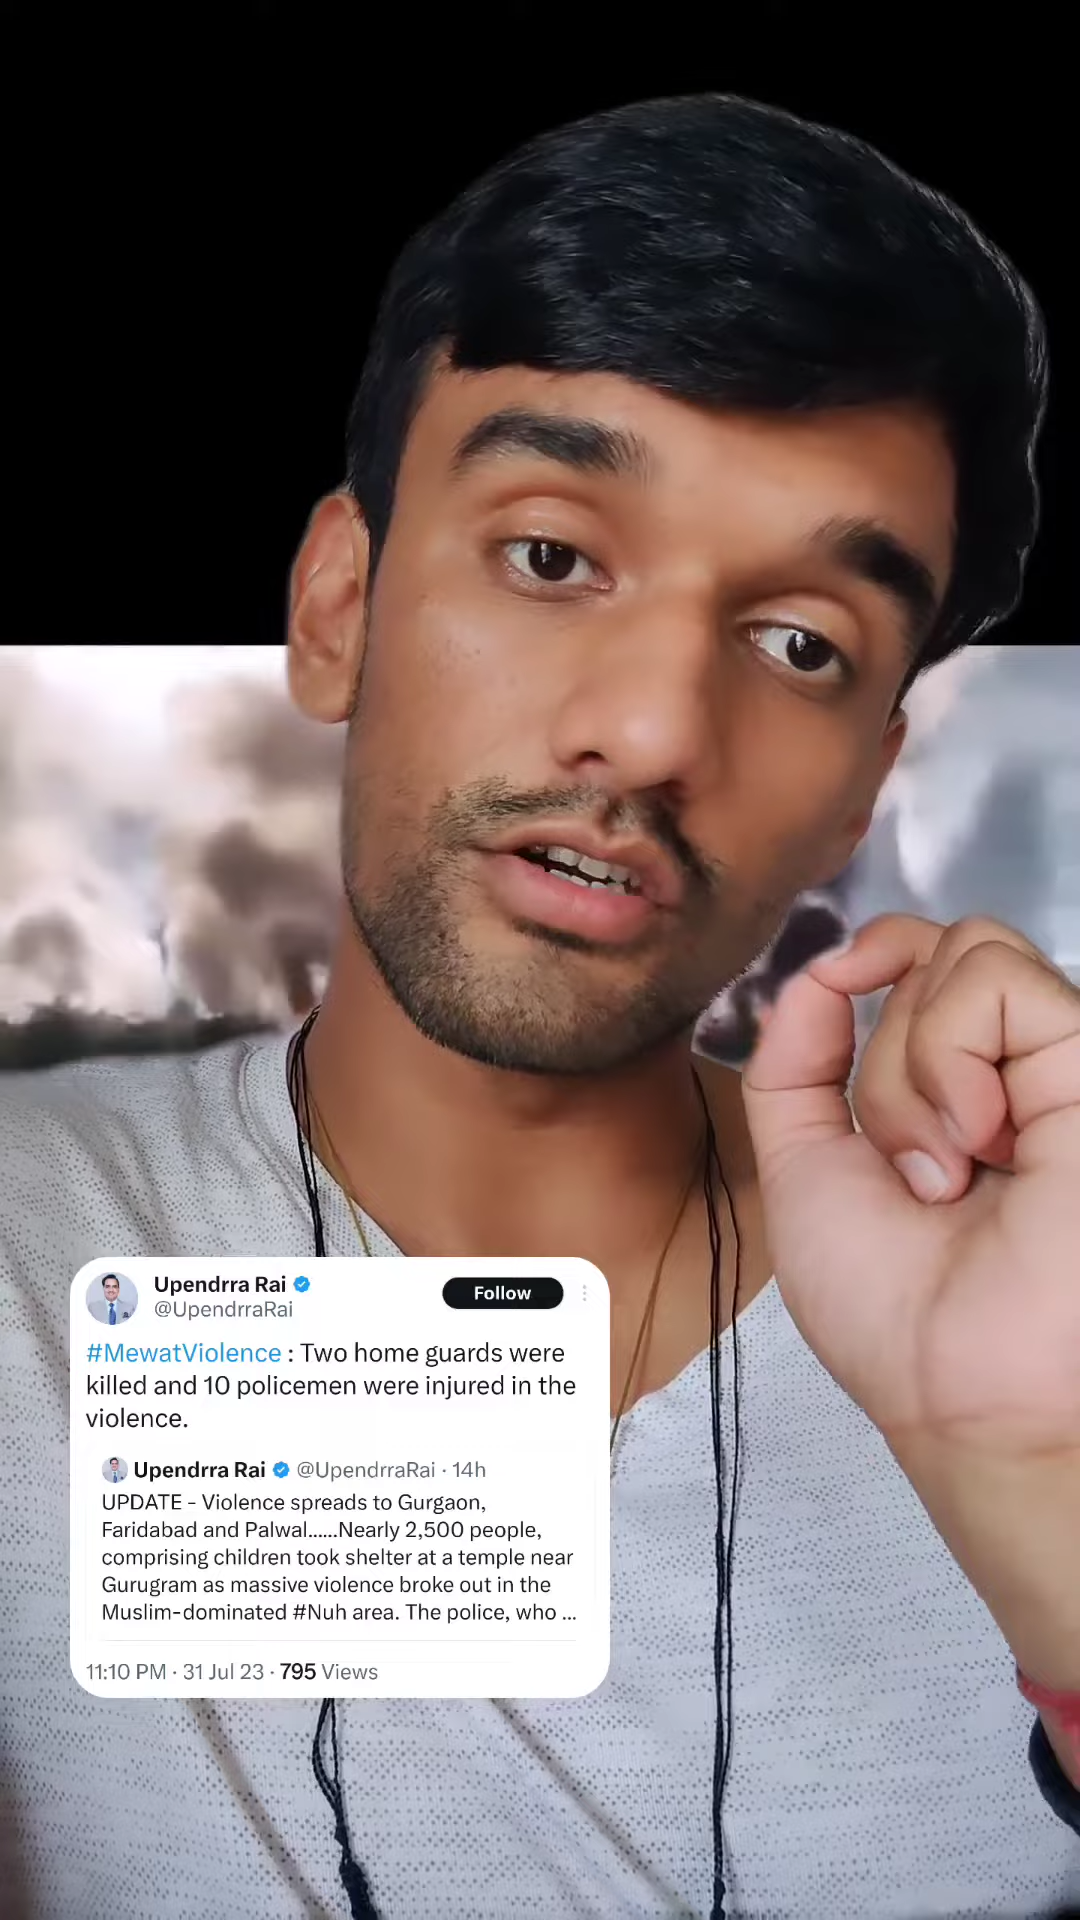 Upendrra Rai
Follow
@UpendrraRai
#MewatViolence : Two home guards were
killed and 10 policemen were injured in the
violence.
Upendrra Rai @UpendrraRai · 14h
UPDATE - Violence spreads to Gurgaon,
Faridabad and Palwal......Nearly 2,500 people,
comprising children took shelter at a temple near
Gurugram as massive violence broke out in the
Muslim-dominated #Nuh area. The police, who ...
11:10 PM · 31 Jul 23 · 795 Views